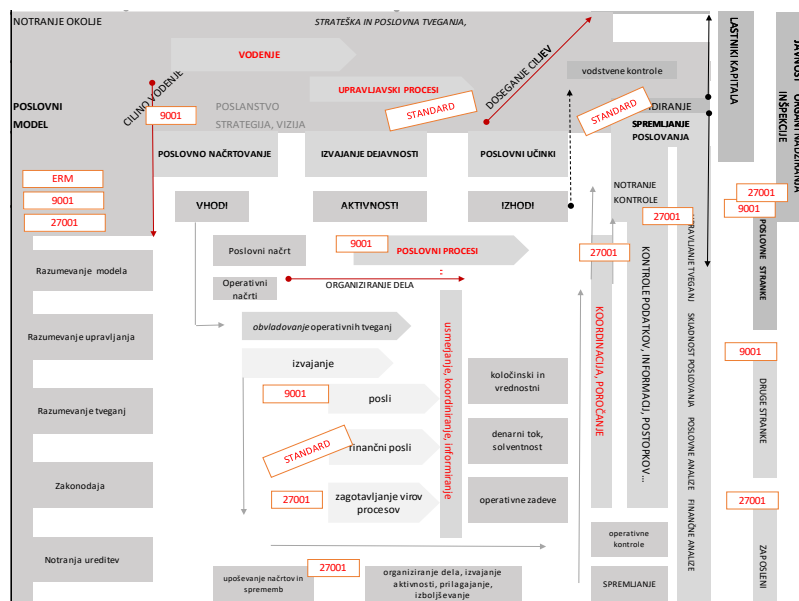 NOTRANJE OKOLJE
STRATEŠKA IN POSLOVNA TVEGANJA,
VODENJE
UPRAVLJAVSKI PROCESI
CILJNO VODENJE
DOSEGANJE CILJEV
vodstvene kontrole
POSLOVNI
MODEL
9001
POSLANSTVO
STRATEGIJA, VIZIJA
STANDARD
STANDARD
SPREMLJANJE
POSLOVANJA
LASTNIKI KAPITALA
JAVNOST
INŠPEKCIJE
POSLOVNO NAČRTOVANJE
IZVAJANJE DEJAVNOSTI
POSLOVNI UČINKI
ERM
9001
27001
VHODI
AKTIVNOSTI
IZHODI
NOTRANJE
KONTROLE
27001
27001
9001
Poslovni načrt
9001
POSLOVNI PROCESI
27001
Razumevanje modela
Operativni
načrti
ORGANIZIRANJE DELA
obvladovanje operativnih tveganj
Razumevanje upravljanja
izvajanje
usmerjanje, koordiniranje, informiranje
koločinski in
vrednostni
9001
posli
Razumevanje tveganj
STANDARD
finančni posli
denarni tok,
solventnost
Zakonodaja
27001
zagotavljanje virov
procesov
operativne zadeve
KOORDINACIJA, POROČANJE
KONTROLE PODATKOV, INFORMACIJ, POSTOPKOV...
TVEGANJ SKLADNOST POSLOVANJA POSLOVNE ANALIZE FINANČNE ANALIZE
POSLOVNE STRANKE
9001
DRUGE STRANKE
27001
ZAPOSLENI
operativne
kontrole
Notranja ureditev
27001
upoševanje načrtov in
sprememb
organiziranje dela, izvajanje
aktivnosti, prilagajanje,
izboljševanje
SPREMLJANJE